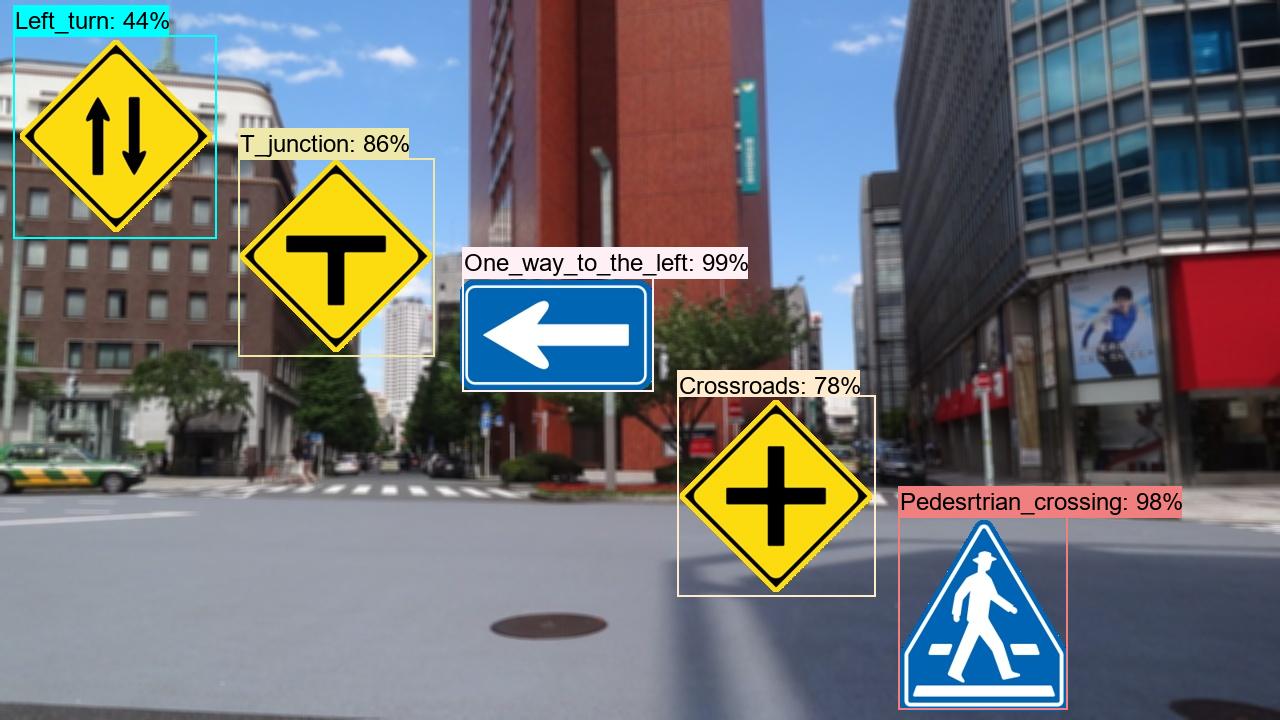 Left_turn: 44%
T_junction: 86%
One_way_to_the_left: 99%
Crossroads: 78%
Pedesrtrian_crossing: 98%